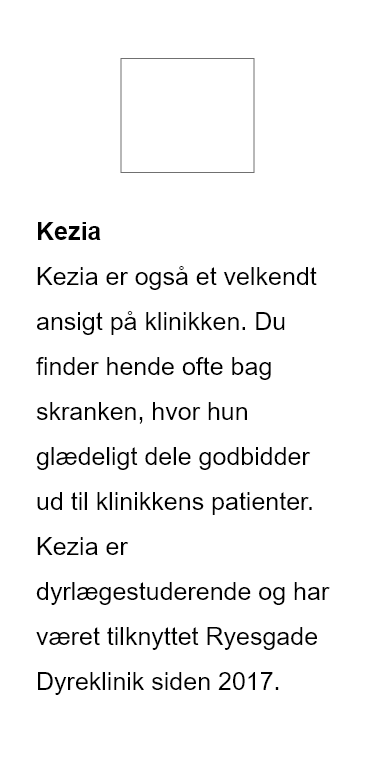 Kezia
Kezia er også et velkendt
ansigt på klinikken. Du
finder hende ofte bag
skranken, hvor hun
glædeligt dele godbidder
ud til klinikkens patienter.
Kezia er
dyrlægestuderende og har
været tilknyttet Ryesgade
Dyreklinik siden 2017.